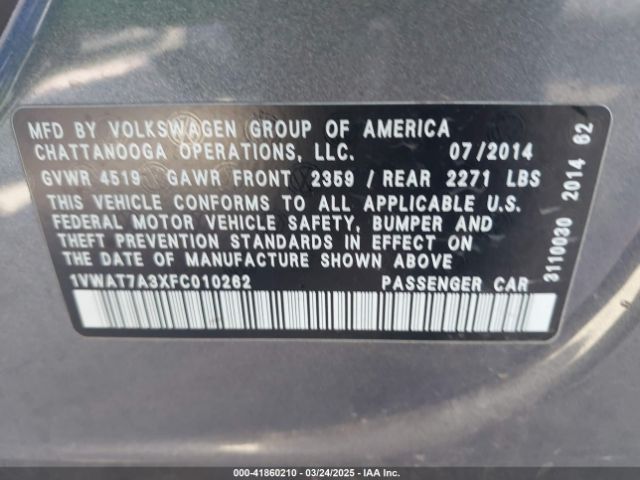 MFD BY VOLKSWAGEN GROUP OF AMERICA
CHATTANOOGA OPERATIONS, LLC. 07/2014
GVWR 4519 GAWR FRONT 2359 / REAR 2271 LBS
THIS VEHICLE CONFORMS TO ALL APPLICABLE U.S.
FEDERAL MOTOR VEHICLE SAFETY, BUMPER AND
THEFT PREVENTION STANDARDS IN EFFECT ON
THE DATE OF MANUFACTURE SHOWN ABOVE
1VWAT7A3XFC010262 PASSENGER CAR
3110030 2014 62
000-41860210 - 03/24/2025 - IAA Inc.